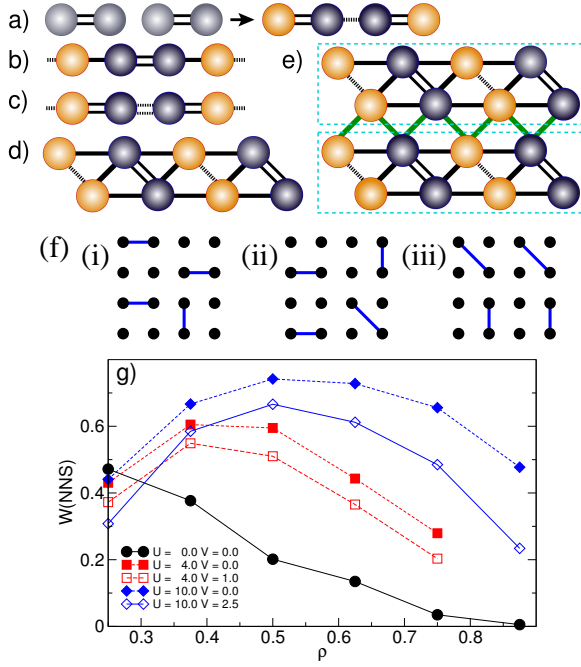 a)
b)
c)
d)
e)
(f)
(i)
(ii)
(iii)
g)
W(NNS)
0.6
0.4
0.2
0
U = 0.0 V = 0.0
U = 4.0 V = 0.0
U = 4.0 V = 1.0
U = 10.0 V = 0.0
U = 10.0 V = 2.5
0.3 0.4 0.5 0.6 0.7 0.8
ρ